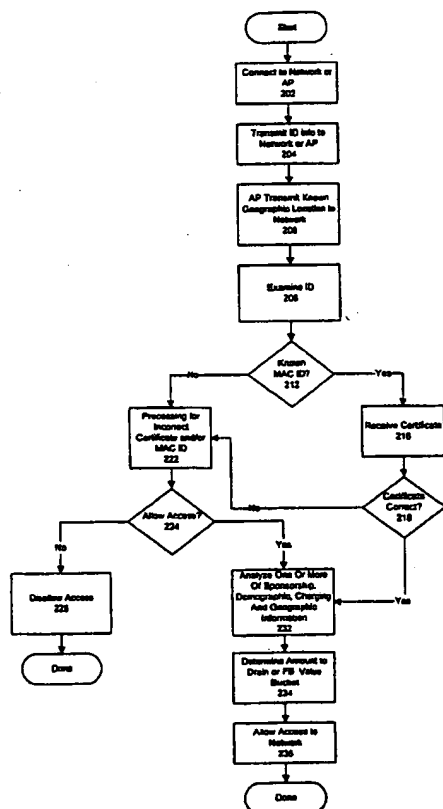 Start
Connect to Network or
AP
202
Transmit ID Info to
Network or AP
204
AP Transmit Known
Geographic Location to
Network
208
Examine ID
Known
MAC ID?
212
No
Yes
Processing for
Incorrect
Certificate and/or
MAC ID
222
Receive Certificate
216
Certificate
Correct?
218
No
Yes
Allow Access?
224
No
Yes
Disallow Access
Done
Analyze One Or More
Of Sponsorship,
Demographic, Charging
And Geographic
Information
232
Determine Amount to
Drain or Fill Value
Bucket
234
Allow Access to
Network
236
Done